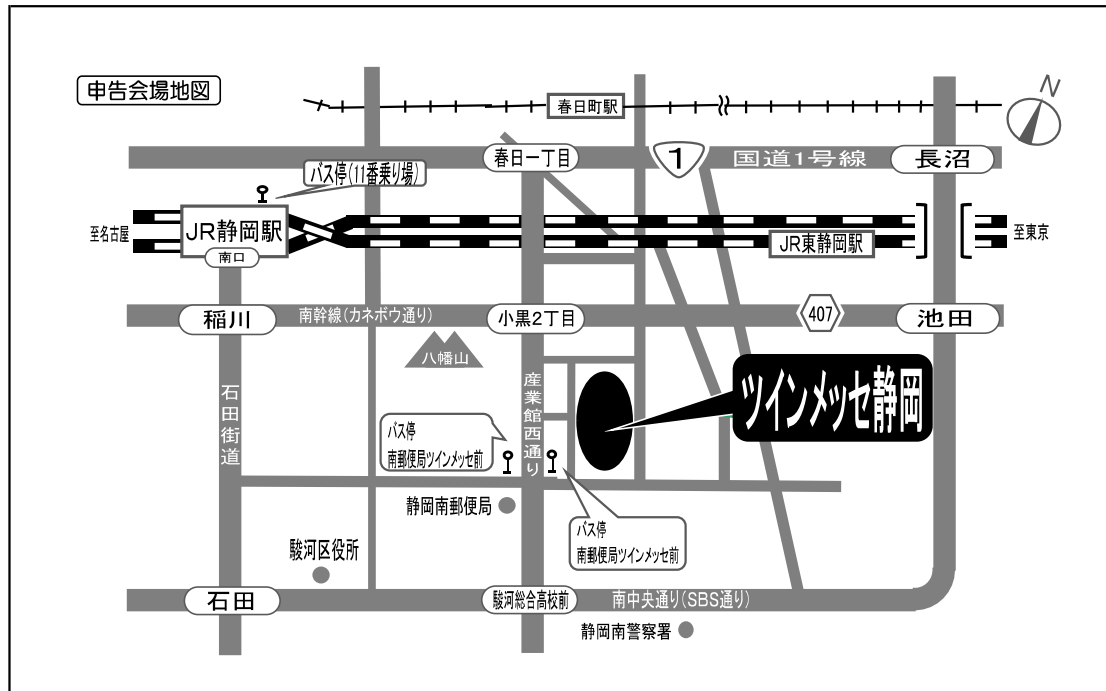 申告会場地図
N
春日町駅
春日一丁目
1
国道1号線
長沼
バス停(11番乗り場)
至名古屋
JR静岡駅
南口
JR東静岡駅
至東京
稲川
南幹線(カネボウ通り)
小黒2丁目
407
池田
八幡山
石田街道
産業館西通り
ツインメッセ静岡
バス停
南郵便局ツインメッセ前
静岡南郵便局
バス停
南郵便局ツインメッセ前
駿河区役所
石田
駿河総合高校前
南中央通り(SBS通り)
静岡南警察署